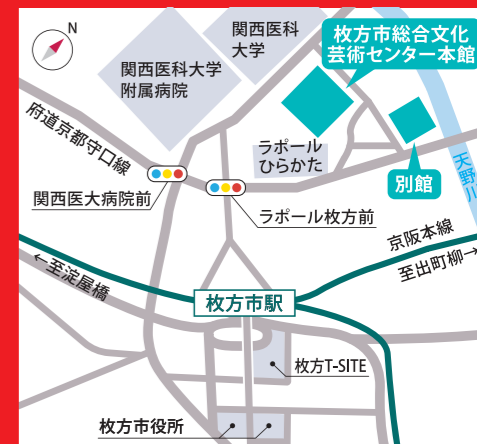 N
関西医科
大学
枚方市総合文化
芸術センター本館
関西医科大学
附属病院
府道京都守口線
ラポール
ひらかた
別館
天野川
関西医大病院前
ラポール枚方前
京阪本線
至出町柳→
←至淀屋橋
枚方市駅
枚方T-SITE
枚方市役所